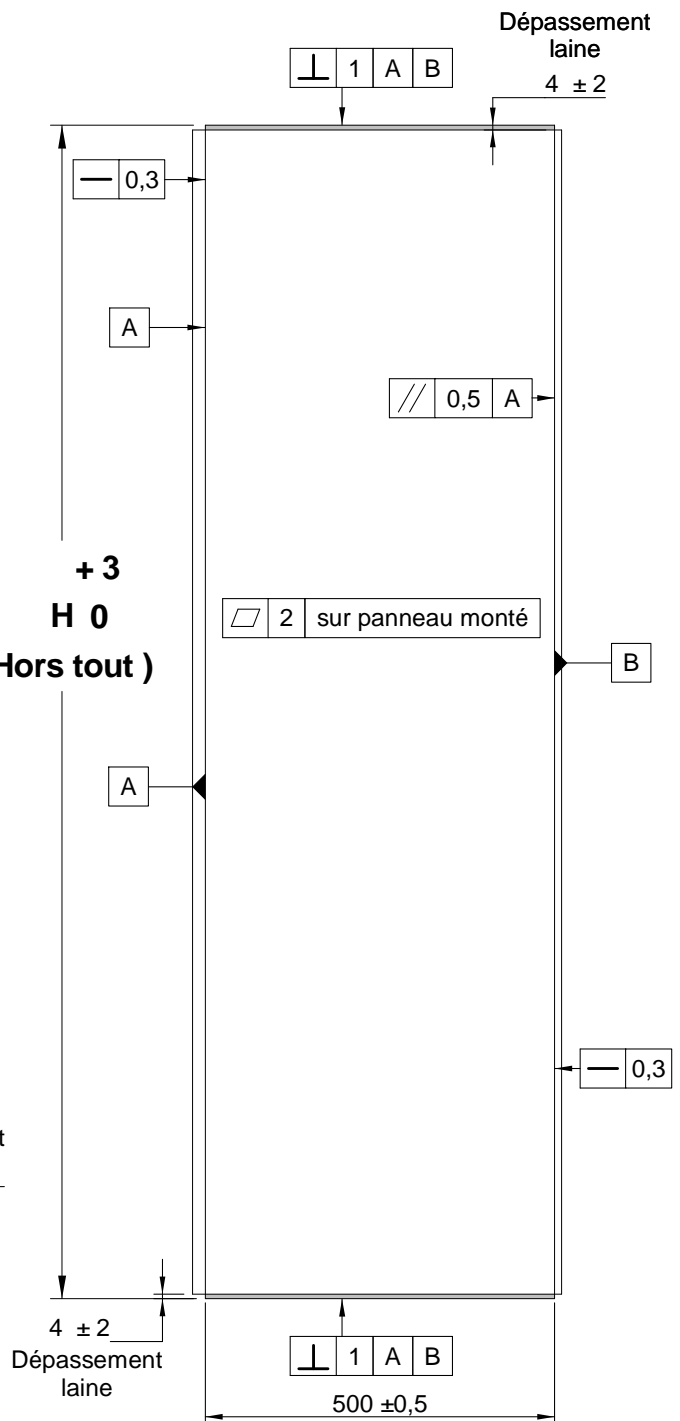 Dépassement
laine
4 ± 2
⊥ 1 A B
— 0,3
A
// 0,5 A
+ 3
H 0
Hors tout )
⏥ 2 sur panneau monté
B
A
— 0,3
t
4 ± 2
Dépassement
laine
⊥ 1 A B
500 ±0,5